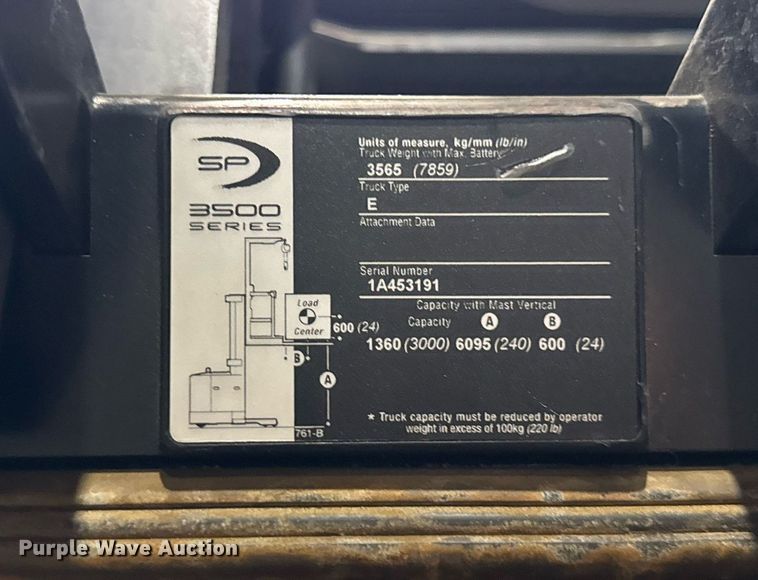 SP
3500
SERIES
Load
Center
600 (24)
B
A
761-B
Units of measure, kg/mm (lb/in)
Truck Weight with Max. Battery
3565 (7859)
Truck Type
E
Attachment Data
Serial Number
1A453191
Capacity with Mast Vertical
Capacity A B
1360 (3000) 6095 (240) 600 (24)
* Truck capacity must be reduced by operator
weight in excess of 100kg (220 lb)
Purple Wave Auction